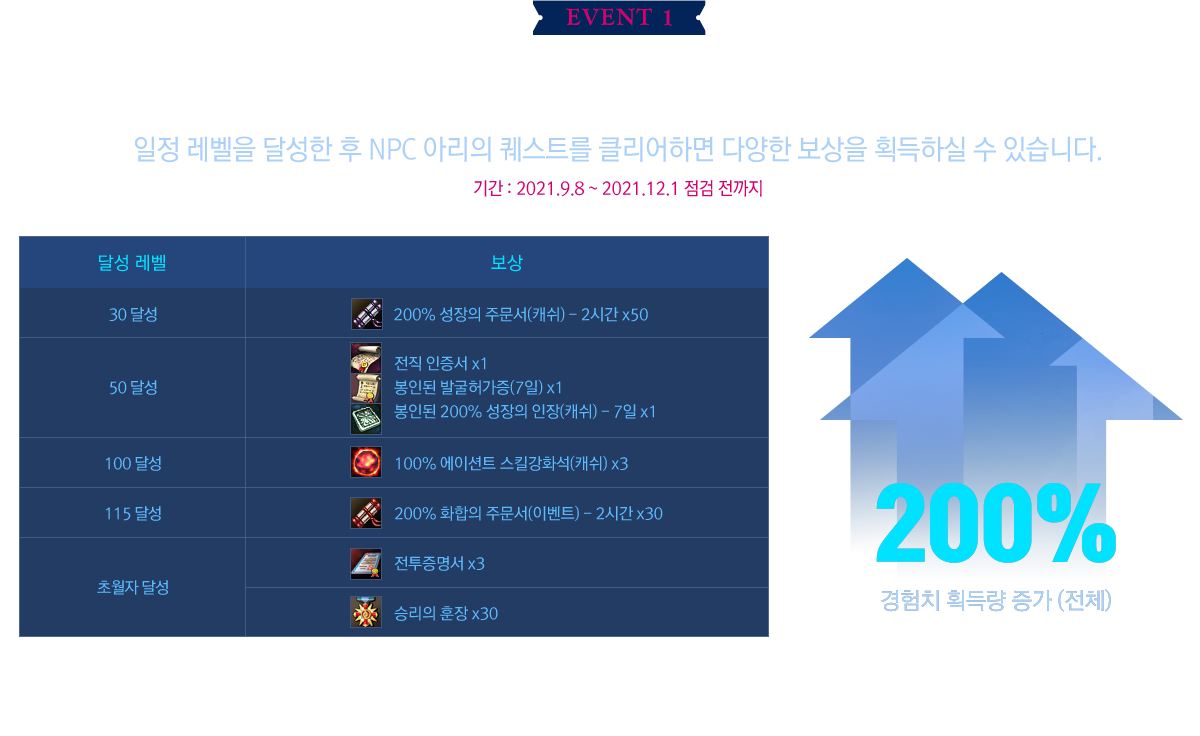 EVENT 1
일정 레벨을 달성한 후 NPC 아리의 퀘스트를 클리어하면 다양한 보상을 획득하실 수 있습니다.
기간 : 2021.9.8 ~ 2021.12.1 점검 전까지
달성 레벨 보상
30 달성 200% 성장의 주문서(캐쉬) – 2시간 x50
50 달성
전직 인증서 x1
봉인된 발굴허가증(7일) x1
봉인된 200% 성장의 인장(캐쉬) – 7일 x1
100 달성 100% 에이션트 스킬강화석(캐쉬) x3
115 달성 200% 화합의 주문서(이벤트) – 2시간 x30
초월자 달성
전투증명서 x3
승리의 훈장 x30
200%
경험치 획득량 증가 (전체)